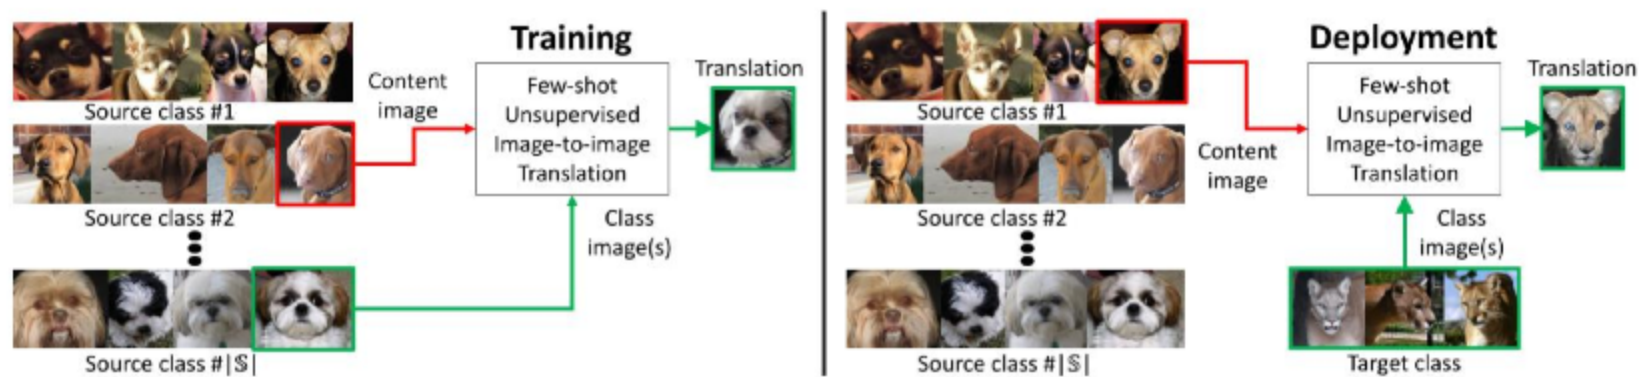 Training
Source class #1
Content
image
Few-shot
Unsupervised
Image-to-image
Translation
Translation
Source class #2
Class
image(s)
Source class #|𝕊|
Deployment
Source class #1
Few-shot
Unsupervised
Image-to-image
Translation
Translation
Content
image
Source class #2
Class
image(s)
Source class #|𝕊|
Target class